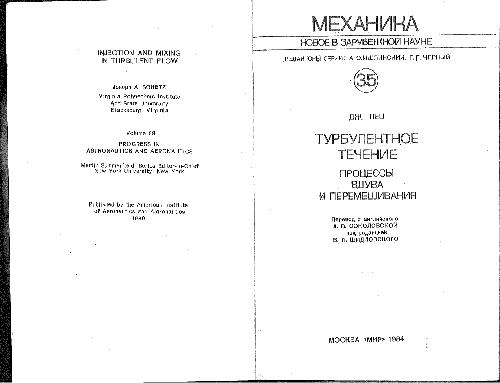 INJECTION AND MIXING
IN TURBULENT FLOW
Joseph A. SCHETZ
Virginia Polytechnic Institute
And State University
Blacksburg, Virginia
Volume 68
PROGRESS IN
ASTRONAUTICS AND AERONAUTICS
Martin Summerfield, Series Editor-in-Chief
New York University, New York
Published by the American Institute
of Aeronautics and Astronautics
1980
МЕХАНИКА
НОВОЕ В ЗАРУБЕЖНОЙ НАУКЕ
РЕДАКТОРЫ СЕРИИ: А.Ю.ИШЛИНСКИЙ, Г.Г.ЧЕРНЫЙ
35
ДЖ.
ТУРБУЛЕНТНОЕ
ТЕЧЕНИЕ
ПРОЦЕССЫ
ВДУВА
И ПЕРЕМЕШИВАНИЯ
Перевод с английского
Л. В. СОКОЛОВСКОЙ
под редакцией
В. П. ШИДЛОВСКОГО
МОСКВА «МИР» 1984